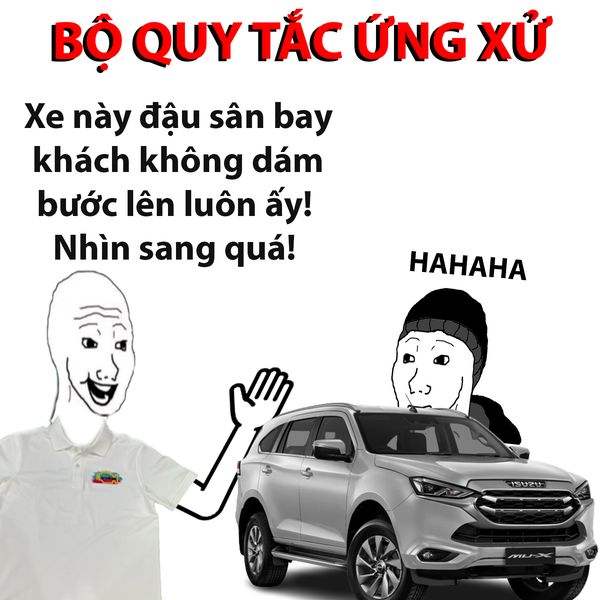 BỘ QUY TẮC ỨNG XỬ
Xe này đậu sân bay
khách không dám
bước lên luôn ấy!
Nhìn sang quá!
HAHAHA
ISUZU
MU-X